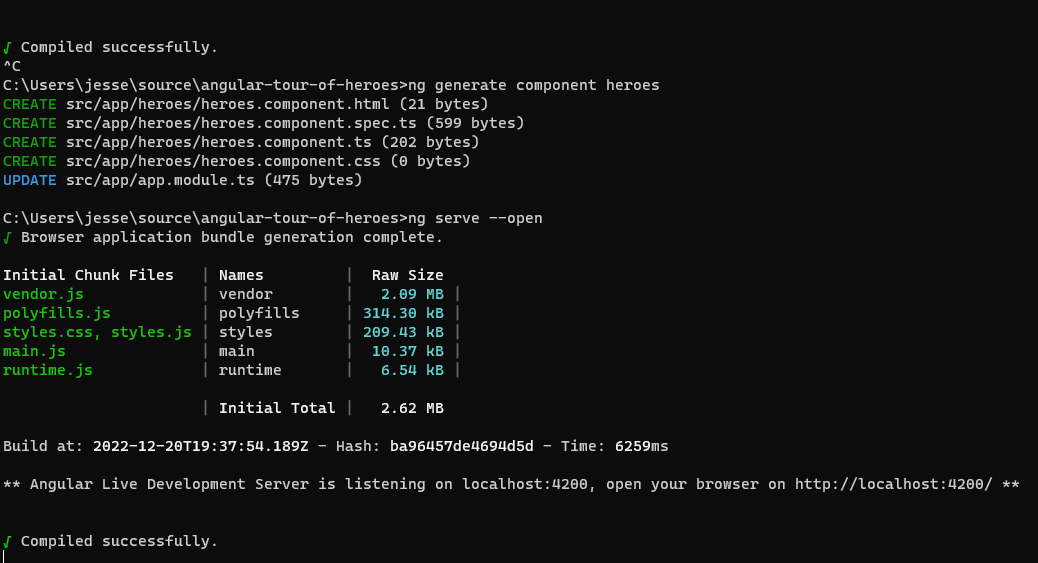 √ Compiled successfully.
^C
C:\Users\jesse\source\angular-tour-of-heroes>ng generate component heroes
CREATE src/app/heroes/heroes.component.html (21 bytes)
CREATE src/app/heroes/heroes.component.spec.ts (599 bytes)
CREATE src/app/heroes/heroes.component.ts (202 bytes)
CREATE src/app/heroes/heroes.component.css (0 bytes)
UPDATE src/app/app.module.ts (475 bytes)
C:\Users\jesse\source\angular-tour-of-heroes>ng serve --open
√ Browser application bundle generation complete.
Initial Chunk Files   | Names         |  Raw Size
vendor.js             | vendor        |   2.09 MB |
polyfills.js          | polyfills     | 314.30 kB |
styles.css, styles.js | styles        | 209.43 kB |
main.js               | main          |  10.37 kB |
runtime.js            | runtime       |   6.54 kB |
                      | Initial Total |   2.62 MB
Build at: 2022-12-20T19:37:54.189Z - Hash: ba96457de4694d5d - Time: 6259ms
** Angular Live Development Server is listening on localhost:4200, open your browser on http://localhost:4200/ **
√ Compiled successfully.